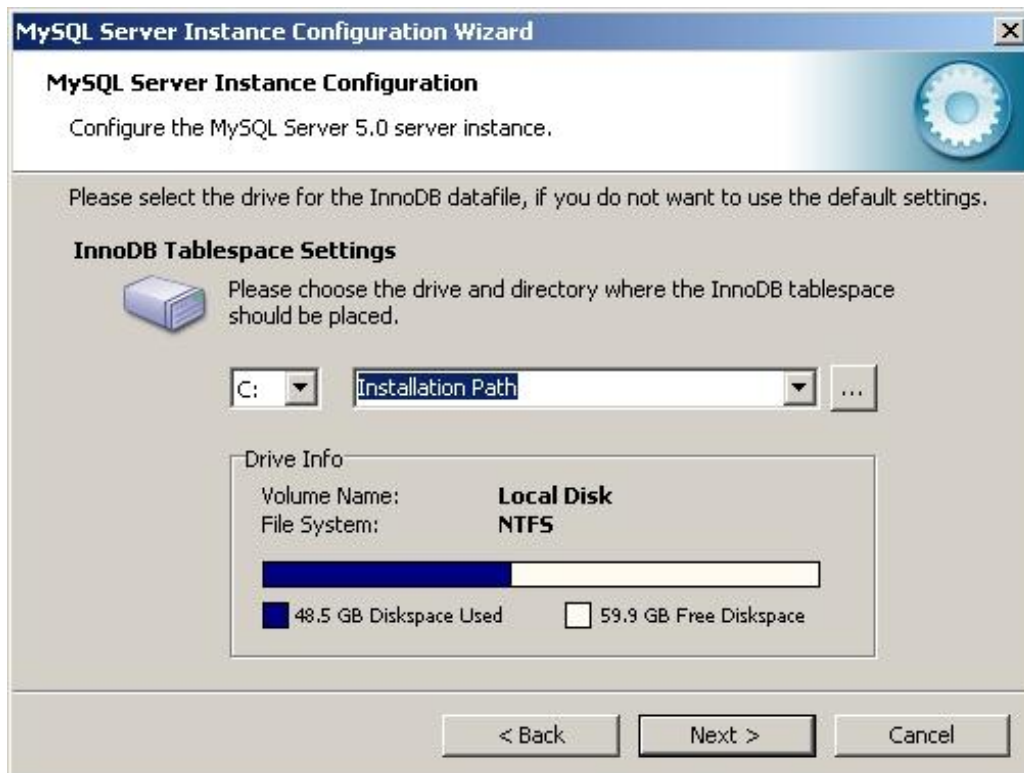 MySQL Server Instance Configuration Wizard
MySQL Server Instance Configuration
Configure the MySQL Server 5.0 server instance.
Please select the drive for the InnoDB datafile, if you do not want to use the default settings.
InnoDB Tablespace Settings
Please choose the drive and directory where the InnoDB tablespace
should be placed.
C: Installation Path ...
Drive Info
Volume Name: Local Disk
File System: NTFS
48.5 GB Diskspace Used 59.9 GB Free Diskspace
< Back Next > Cancel